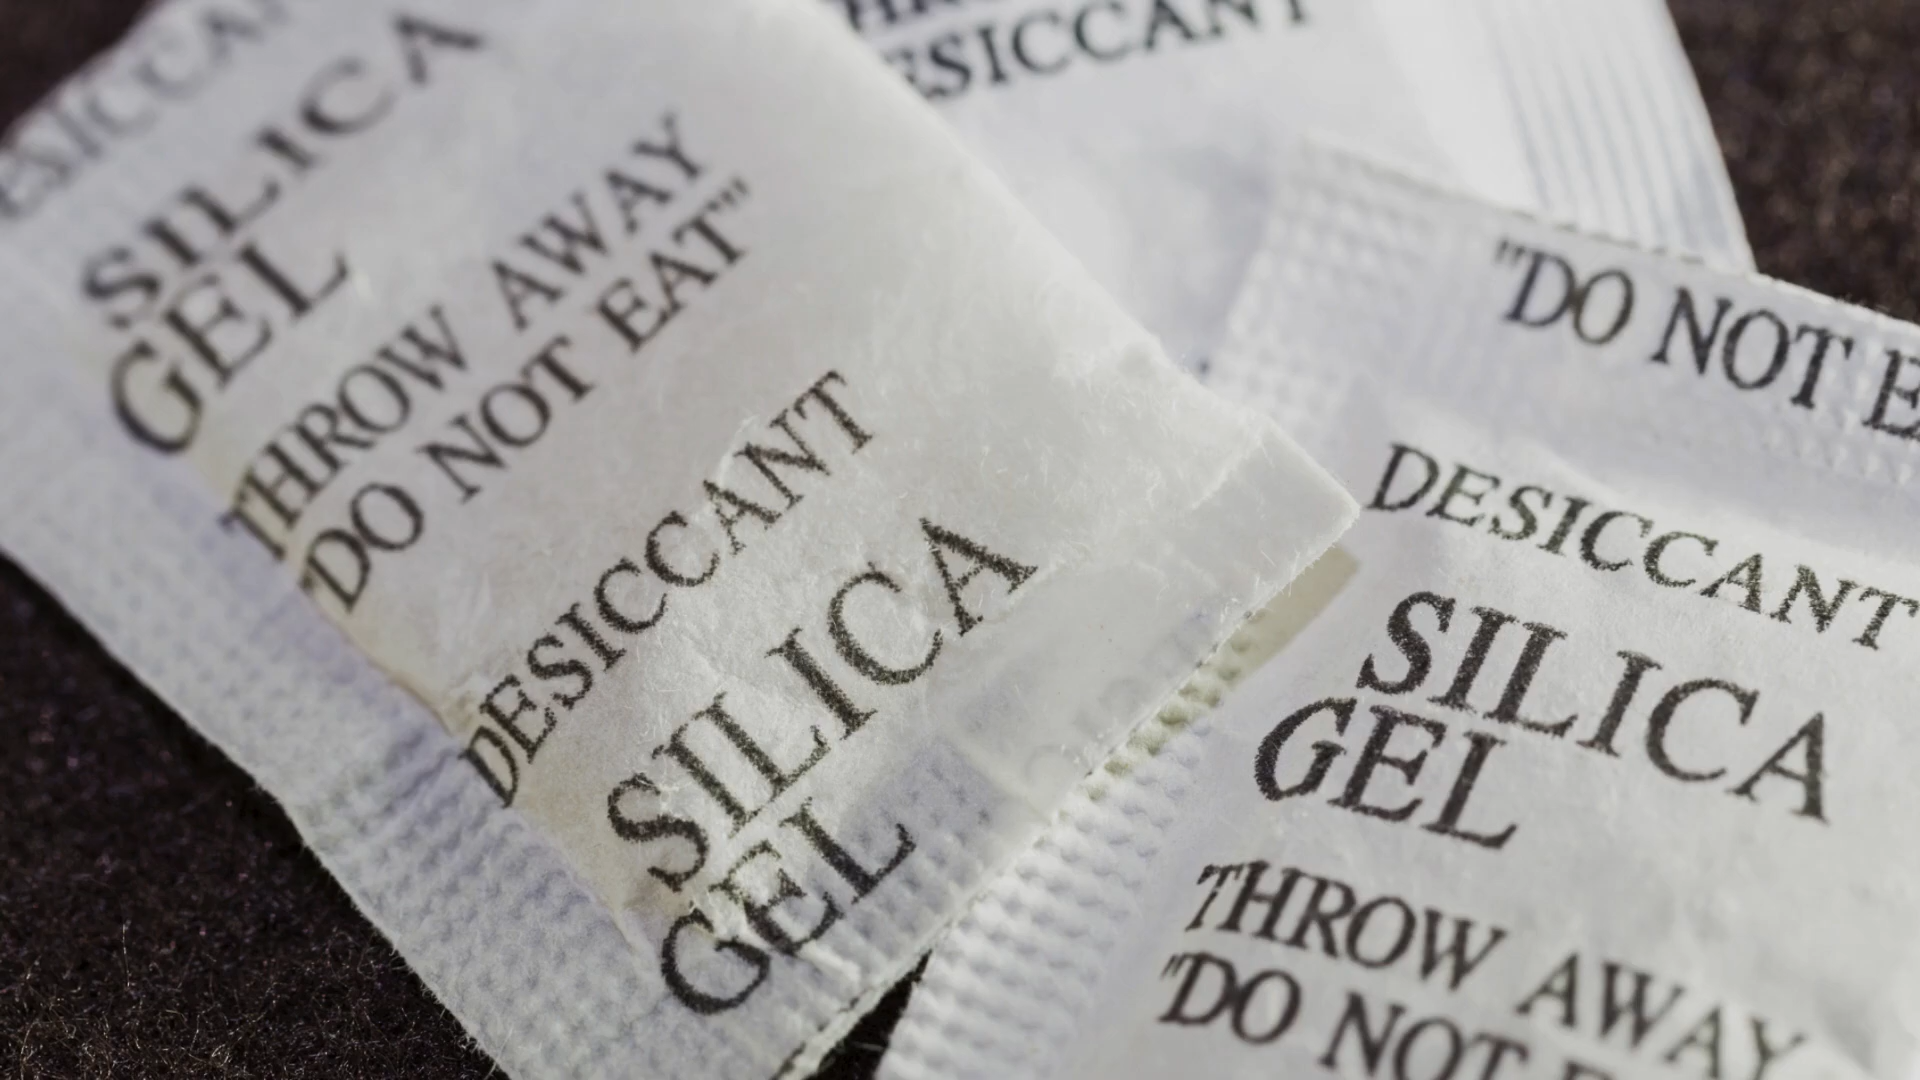 SILICA
GEL
THROW AWAY
"DO NOT EAT"
DESICCANT
SILICA
GEL
"DO NOT
DESICCANT
SILICA
GEL
THROW AWAY
"DO NOT